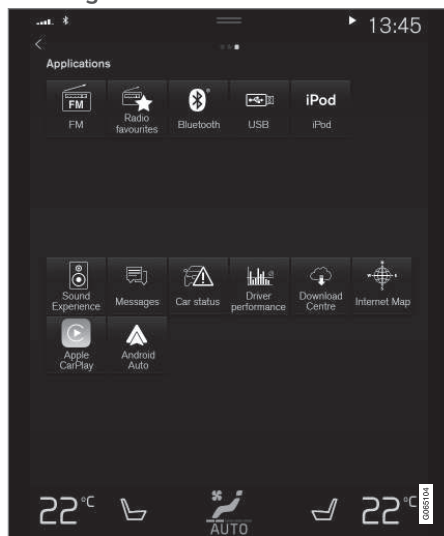 13:45
Applications
FM
FM
Radio
favourites
Bluetooth
USB
iPod
iPod
Sound
Experience
Messages
Car status
Driver
performance
Download
Centre
Internet Map
Apple
CarPlay
Android
Auto
22°C
AUTO
22°C
G065104